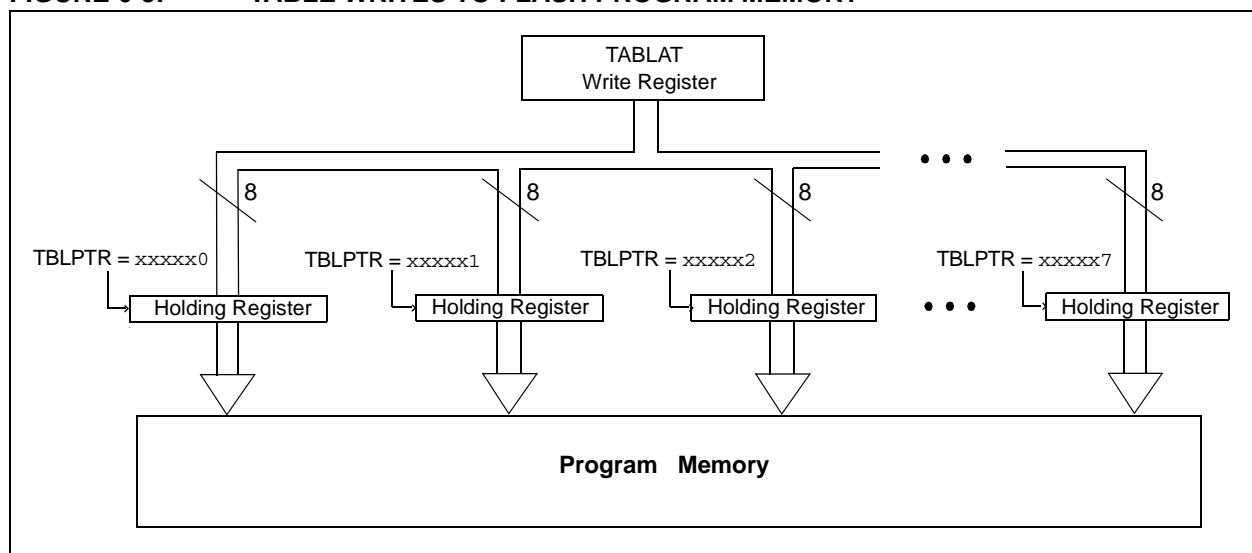 TABLE WRITES TO FLASH PROGRAM MEMORY
TABLAT
Write Register
• • •
8 8 8 8
TBLPTR = xxxxx0 TBLPTR = xxxxx1 TBLPTR = xxxxx2 TBLPTR = xxxxx7
Holding Register Holding Register Holding Register • • • Holding Register
Program Memory